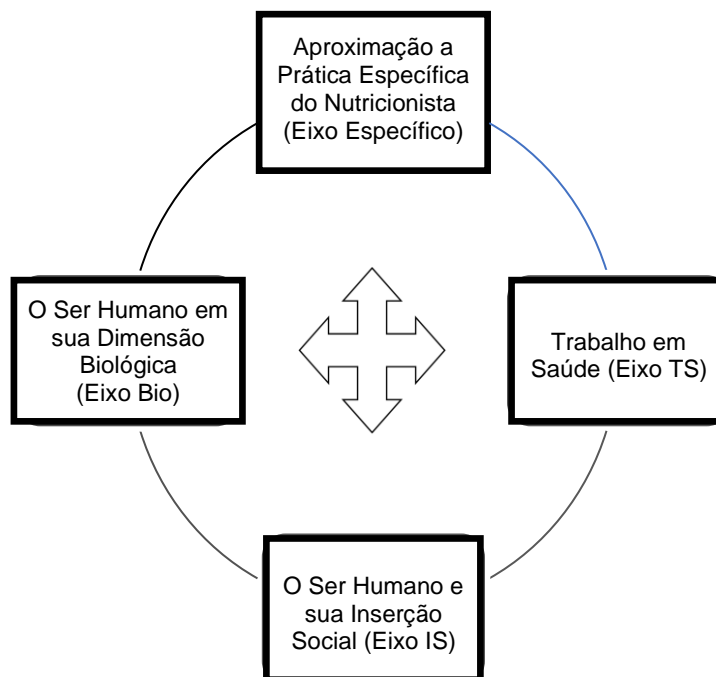 Aproximação a
Prática Específica
do Nutricionista
(Eixo Específico)
O Ser Humano em
sua Dimensão
Biológica
(Eixo Bio)
Trabalho em
Saúde (Eixo TS)
O Ser Humano e
sua Inserção
Social (Eixo IS)